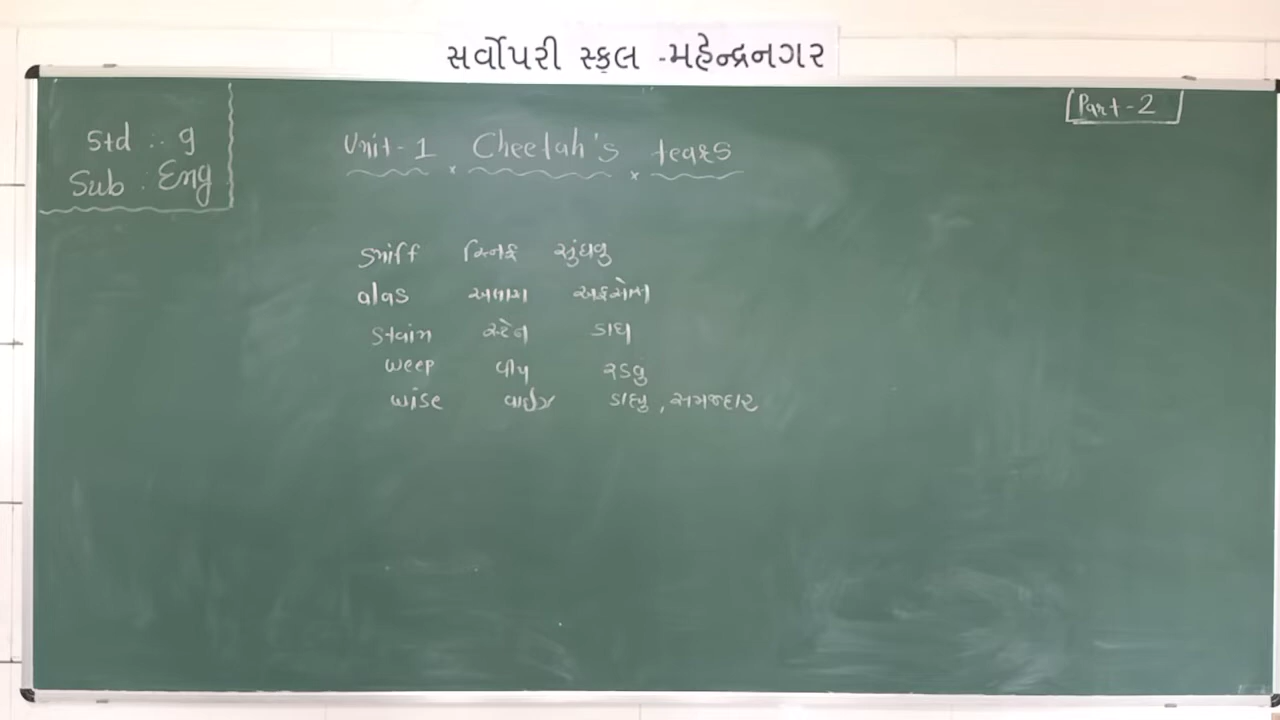 સર્વોપરી સ્કુલ -મહેન્દ્રનગર
Part-2
Std : 9
Sub : Eng
Unit-1 Cheetah's tears
sniff સ્નિફ સુંઘવુ
alas અલાસ અફસોસ
stain સ્ટેન ડાઘ
weep વીપ રડવું
wise વાઈઝ ડાહ્યુ, સમજદાર